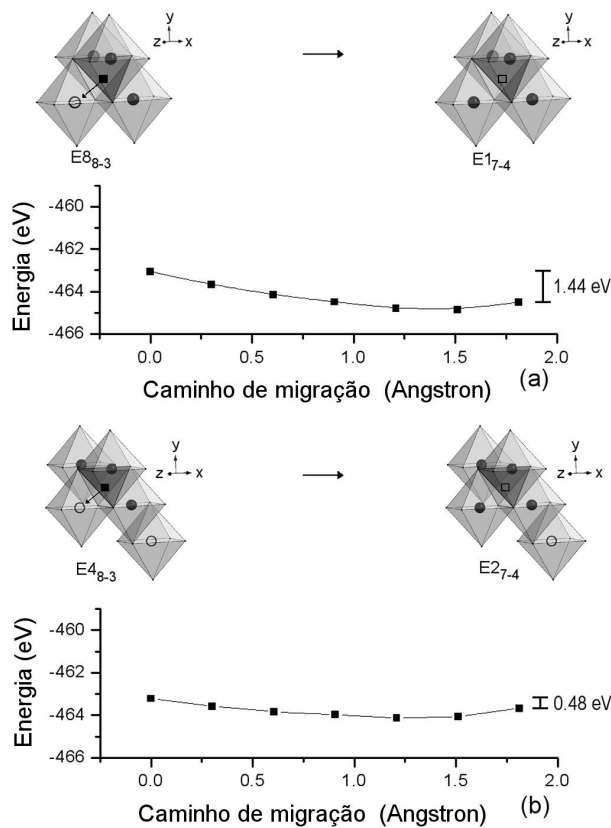 y
z x
y
z x
E8₈₋₃
E1₇₋₄
-460
-462
-464
-466
Energia (eV)
1.44 eV
0.0 0.5 1.0 1.5 2.0
Caminho de migração (Angstron)
(a)
y
z x
y
z x
E4₈₋₃
E2₇₋₄
-460
-462
-464
-466
Energia (eV)
0.48 eV
0.0 0.5 1.0 1.5 2.0
Caminho de migração (Angstron)
(b)